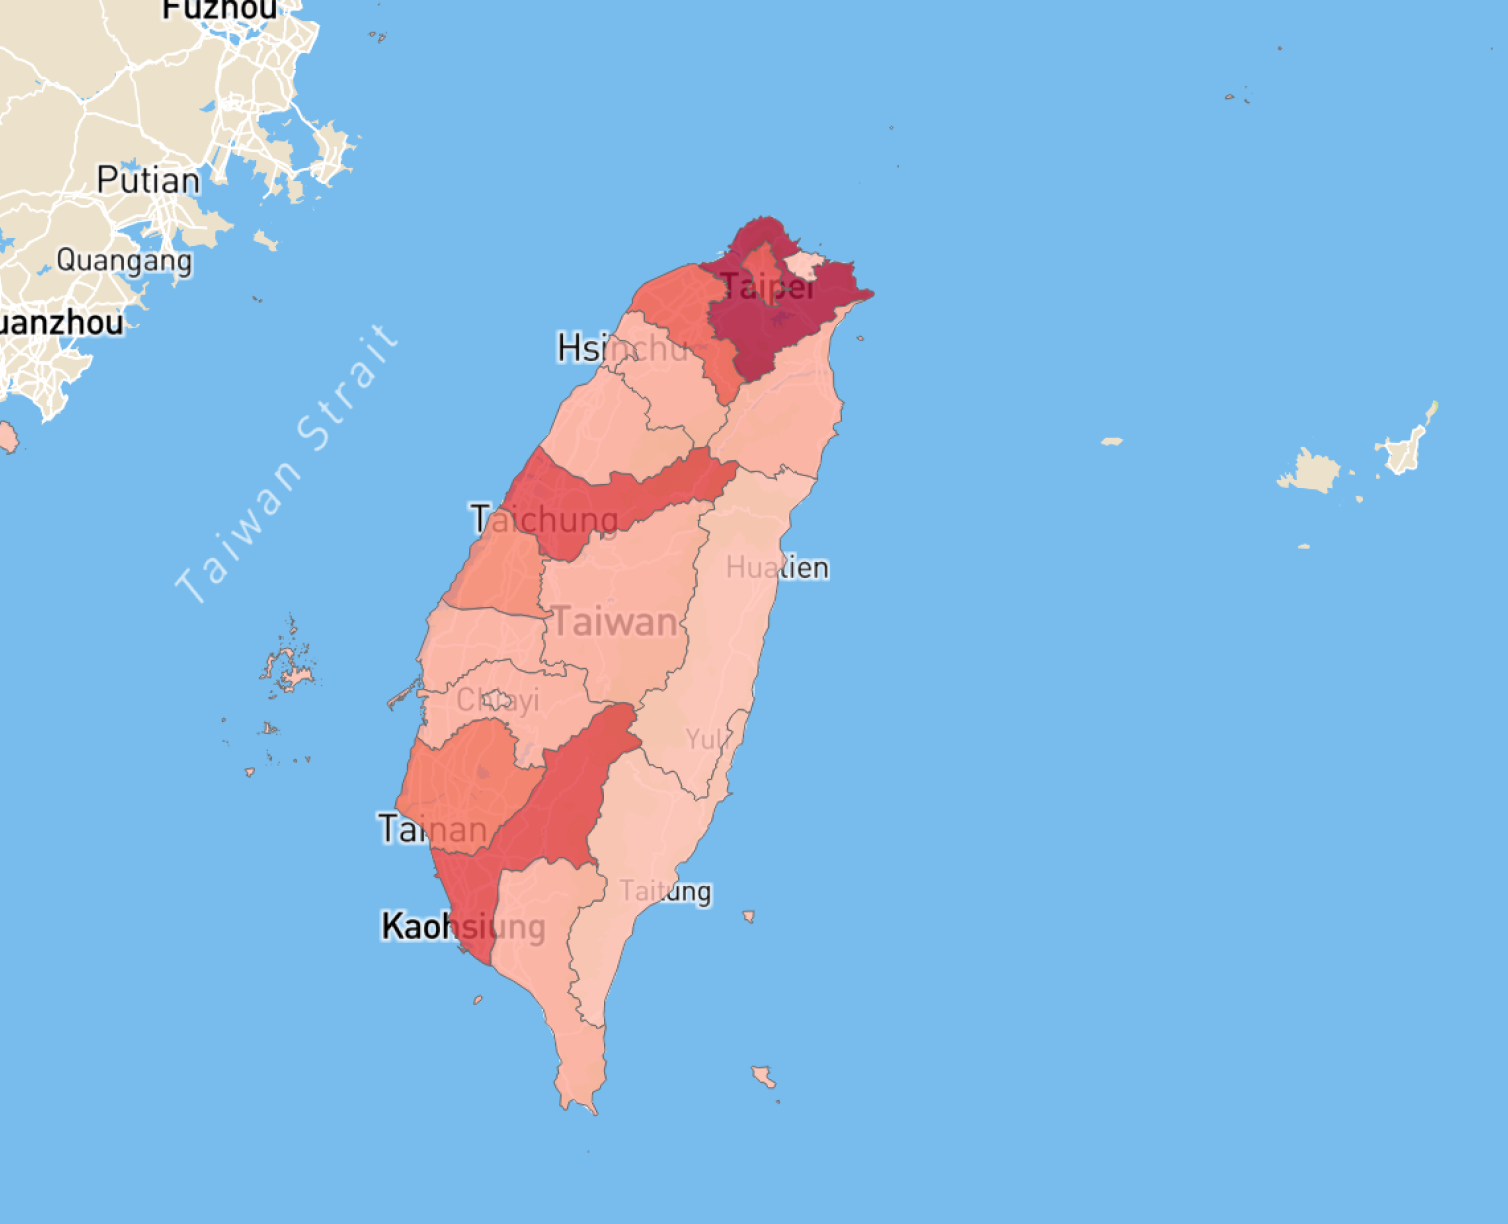 Fuzhou
Putian
Quangang
uanzhou
Taiwan Strait
Taipei
Hsinchu
Taichung
Hualien
Taiwan
Chiayi
Yuli
Tainan
Taitung
Kaohsiung